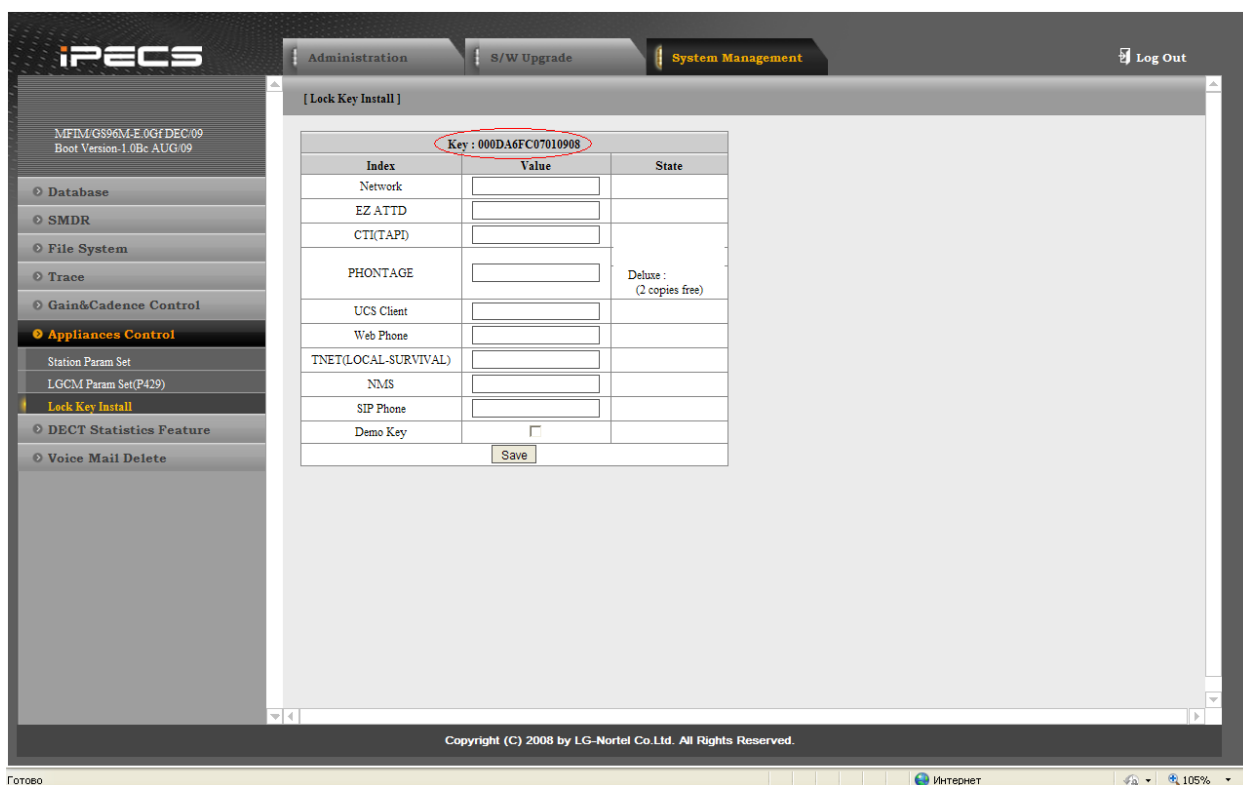 iPECS
Administration
S/W Upgrade
System Management
Log Out
MFIM/GS96M-E.0Gf DEC/09
Boot Version-1.0Bc AUG/09
Database
SMDR
File System
Trace
Gain&Cadence Control
Appliances Control
Station Param Set
LGCM Param Set(P429)
Lock Key Install
DECT Statistics Feature
Voice Mail Delete
[ Lock Key Install ]
Key : 000DA6FC07010908
Index Value State
Network
EZ ATTD
CTI(TAPI)
PHONTAGE Deluxe :
(2 copies free)
UCS Client
Web Phone
TNET(LOCAL-SURVIVAL)
NMS
SIP Phone
Demo Key
Save
Copyright (C) 2008 by LG-Nortel Co.Ltd. All Rights Reserved.
Готово Интернет 105%